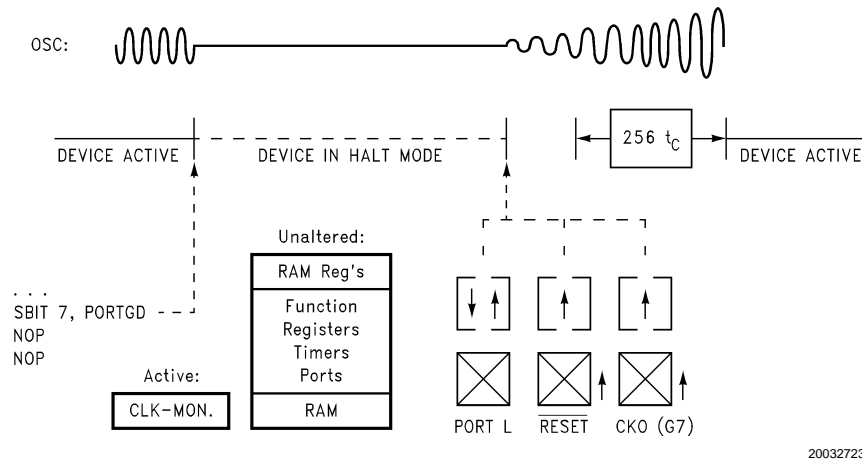 OSC:
256 tC
DEVICE ACTIVE
DEVICE IN HALT MODE
DEVICE ACTIVE
Unaltered:
RAM Reg's
Function
Registers
Timers
Ports
RAM
. . .
SBIT 7, PORTGD
NOP
NOP
Active:
CLK-MON.
PORT L
RESET
CKO (G7)
20032723